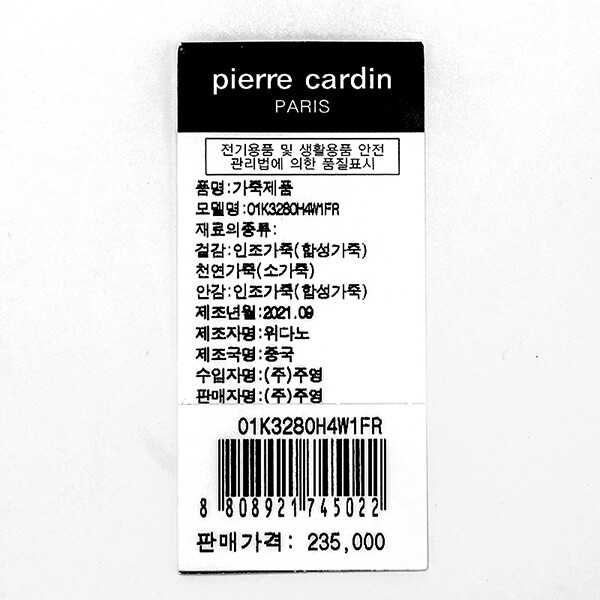 pierre cardin
PARIS
전기용품 및 생활용품 안전
관리법에 의한 품질표시
품명:가죽제품
모델명:01K3280H4W1FR
재료의종류:
겉감:인조가죽(합성가죽)
천연가죽(소가죽)
안감:인조가죽(합성가죽)
제조년월:2021.09
제조자명:위다노
제조국명:중국
수입자명:(주)주영
판매자명:(주)주영
01K3280H4W1FR
8 808921 745022
판매가격: 235,000